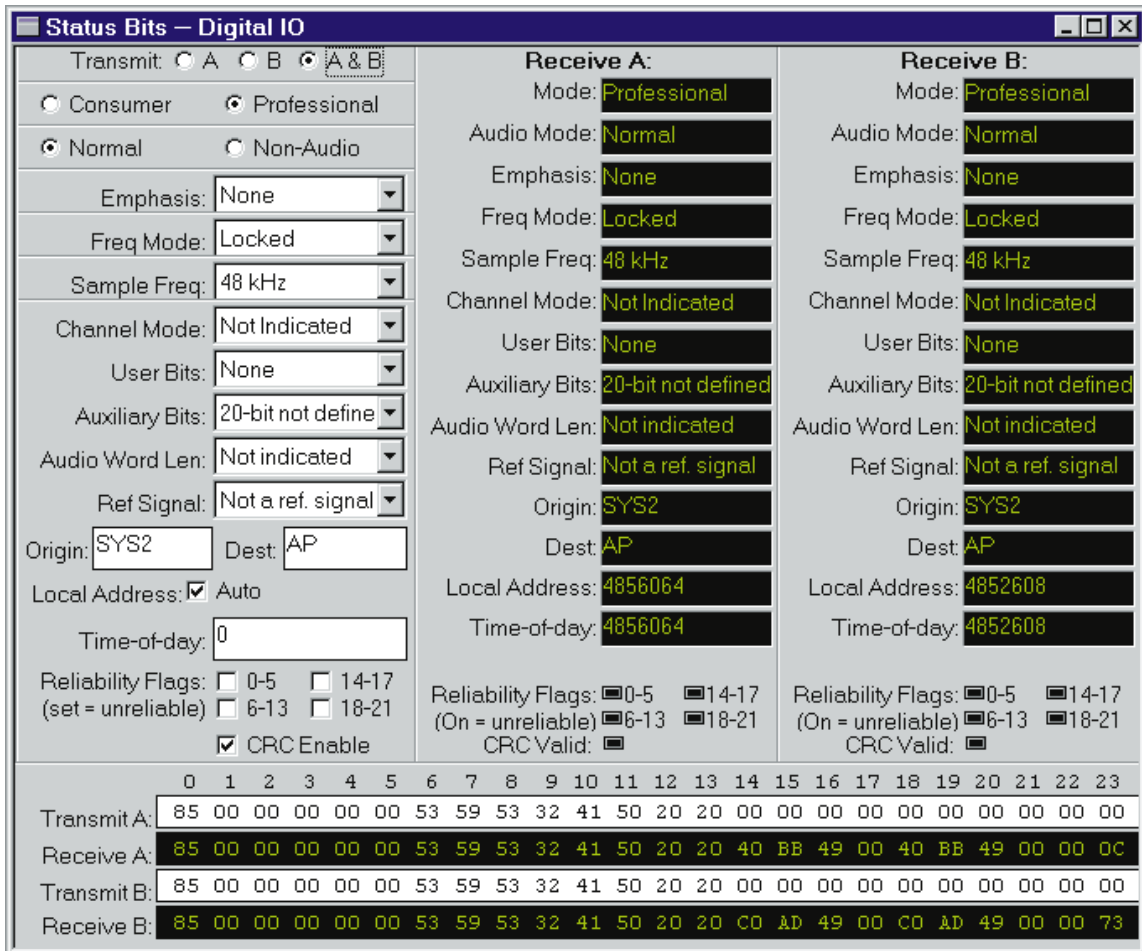 Status Bits — Digital IO
Transmit: A B A & B
Consumer Professional
Normal Non-Audio
Emphasis: None
Freq Mode: Locked
Sample Freq: 48 kHz
Channel Mode: Not Indicated
User Bits: None
Auxiliary Bits: 20-bit not define
Audio Word Len: Not indicated
Ref Signal: Not a ref. signal
Origin: SYS2 Dest: AP
Local Address: Auto
Time-of-day: 0
Reliability Flags: 0-5 14-17
(set = unreliable) 6-13 18-21
CRC Enable
Receive A:
Mode: Professional
Audio Mode: Normal
Emphasis: None
Freq Mode: Locked
Sample Freq: 48 kHz
Channel Mode: Not Indicated
User Bits: None
Auxiliary Bits: 20-bit not defined
Audio Word Len: Not indicated
Ref Signal: Not a ref. signal
Origin: SYS2
Dest: AP
Local Address: 4856064
Time-of-day: 4856064
Reliability Flags: 0-5 14-17
(On = unreliable) 6-13 18-21
CRC Valid:
Receive B:
Mode: Professional
Audio Mode: Normal
Emphasis: None
Freq Mode: Locked
Sample Freq: 48 kHz
Channel Mode: Not Indicated
User Bits: None
Auxiliary Bits: 20-bit not defined
Audio Word Len: Not indicated
Ref Signal: Not a ref. signal
Origin: SYS2
Dest: AP
Local Address: 4852608
Time-of-day: 4852608
Reliability Flags: 0-5 14-17
(On = unreliable) 6-13 18-21
CRC Valid:
0 1 2 3 4 5 6 7 8 9 10 11 12 13 14 15 16 17 18 19 20 21 22 23
Transmit A: 85 00 00 00 00 00 53 59 53 32 41 50 20 20 00 00 00 00 00 00 00 00 00 00
Receive A: 85 00 00 00 00 00 53 59 53 32 41 50 20 20 40 BB 49 00 40 BB 49 00 00 0C
Transmit B: 85 00 00 00 00 00 53 59 53 32 41 50 20 20 00 00 00 00 00 00 00 00 00 00
Receive B: 85 00 00 00 00 00 53 59 53 32 41 50 20 20 C0 AD 49 00 C0 AD 49 00 00 73